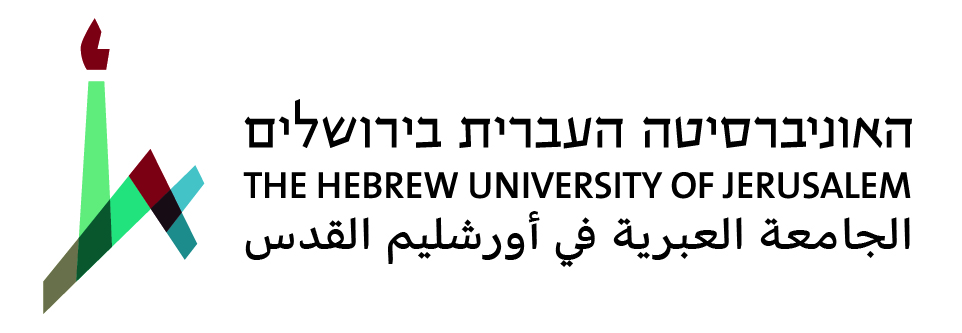 האוניברסיטה העברית בירושלים
THE HEBREW UNIVERSITY OF JERUSALEM
الجامعة العبرية في أورشليم القدس